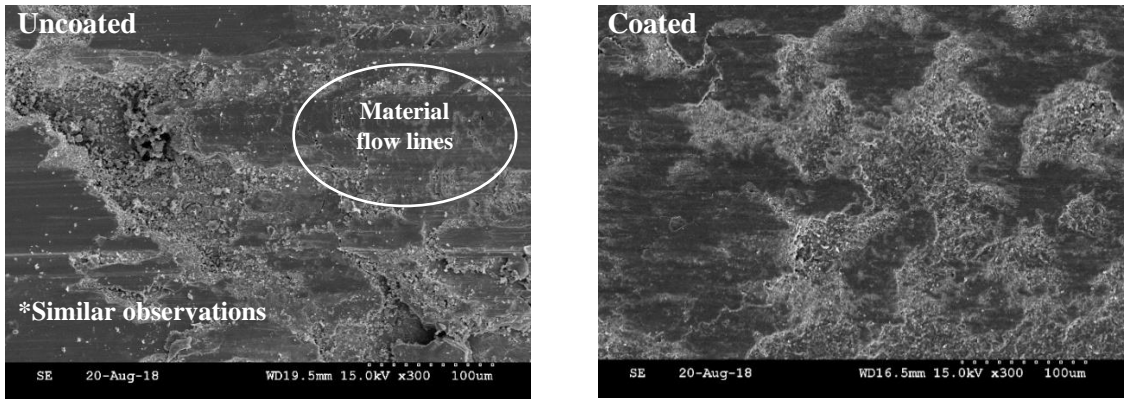 Uncoated
Material
flow lines
*Similar observations
SE 20-Aug-18 WD19.5mm 15.0kV x300 100um
Coated
SE 20-Aug-18 WD16.5mm 15.0kV x300 100um